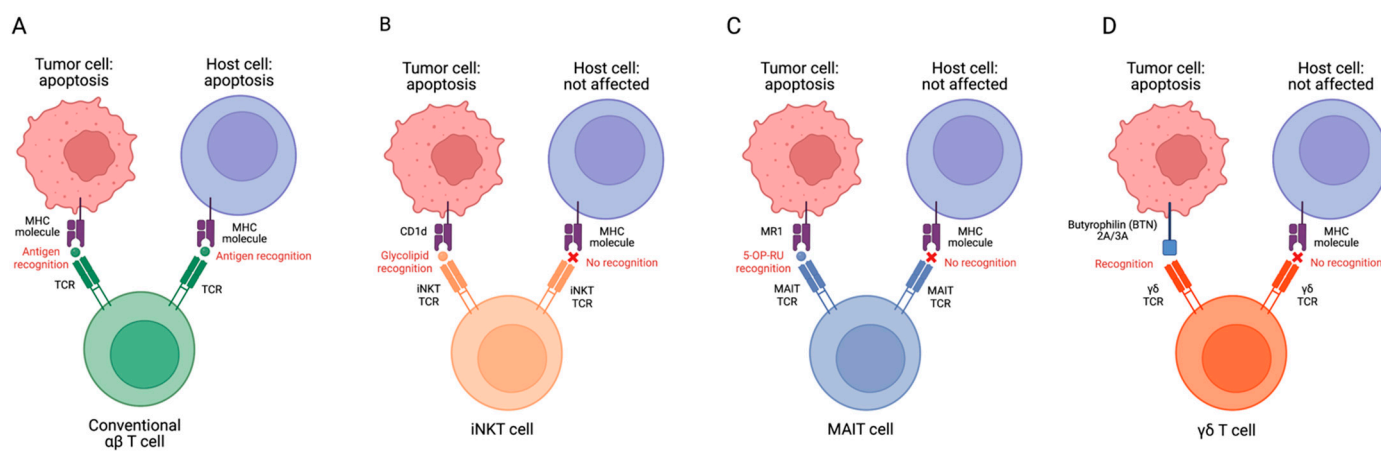 A
Tumor cell:
apoptosis
Host cell:
apoptosis
MHC
molecule
MHC
molecule
Antigen
recognition
Antigen recognition
TCR
TCR
Conventional
αβ T cell
B
Tumor cell:
apoptosis
Host cell:
not affected
CD1d
MHC
molecule
Glycolipid
recognition
No recognition
iNKT
TCR
iNKT
TCR
iNKT cell
C
Tumor cell:
apoptosis
Host cell:
not affected
MR1
MHC
molecule
5-OP-RU
recognition
No recognition
MAIT
TCR
MAIT
TCR
MAIT cell
D
Tumor cell:
apoptosis
Host cell:
not affected
Butyrophilin (BTN)
2A/3A
MHC
molecule
Recognition
No recognition
γδ
TCR
γδ
TCR
γδ T cell